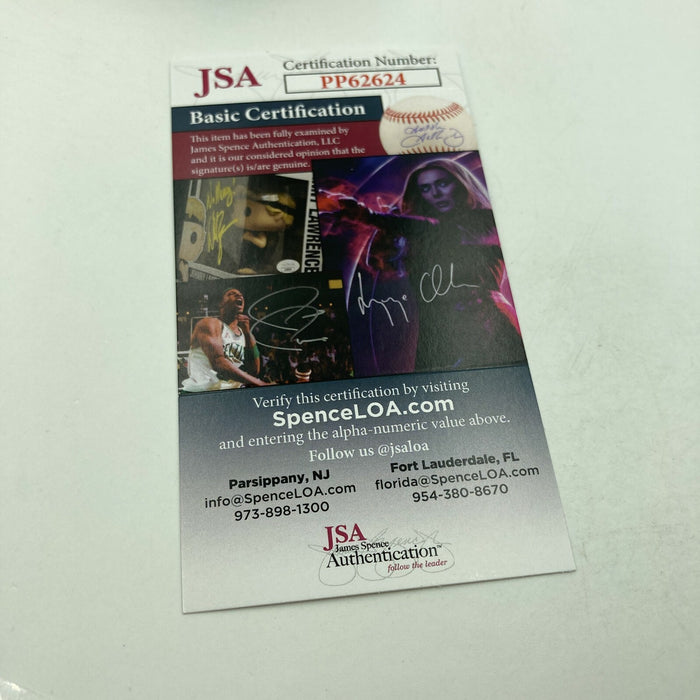 JSA
Certification Number:
PP62624
Basic Certification
This item has been fully examined by
James Spence Authentication, LLC
and it is our considered opinion that the
signature(s) is/are genuine.
LAWRENCE
Verify this certification by visiting
SpenceLOA.com
and entering the alpha-numeric value above.
Follow us @jsaloa
Parsippany, NJ
info@SpenceLOA.com
973-898-1300
Fort Lauderdale, FL
florida@SpenceLOA.com
954-380-8670
JSA
James Spence
Authentication™
follow the leader